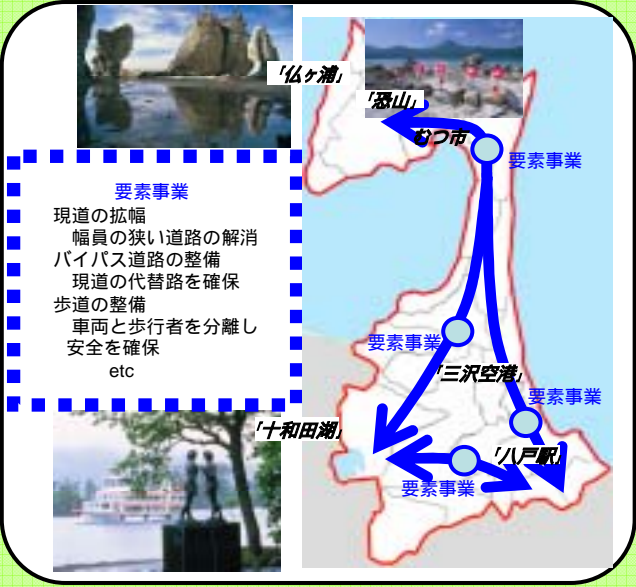 「仏ヶ浦」
「恐山」
むつ市
要素事業
要素事業
現道の拡幅
幅員の狭い道路の解消
バイパス道路の整備
現道の代替路を確保
歩道の整備
車両と歩行者を分離し
安全を確保
etc
要素事業
「三沢空港」
要素事業
「十和田湖」
「八戸駅」
要素事業